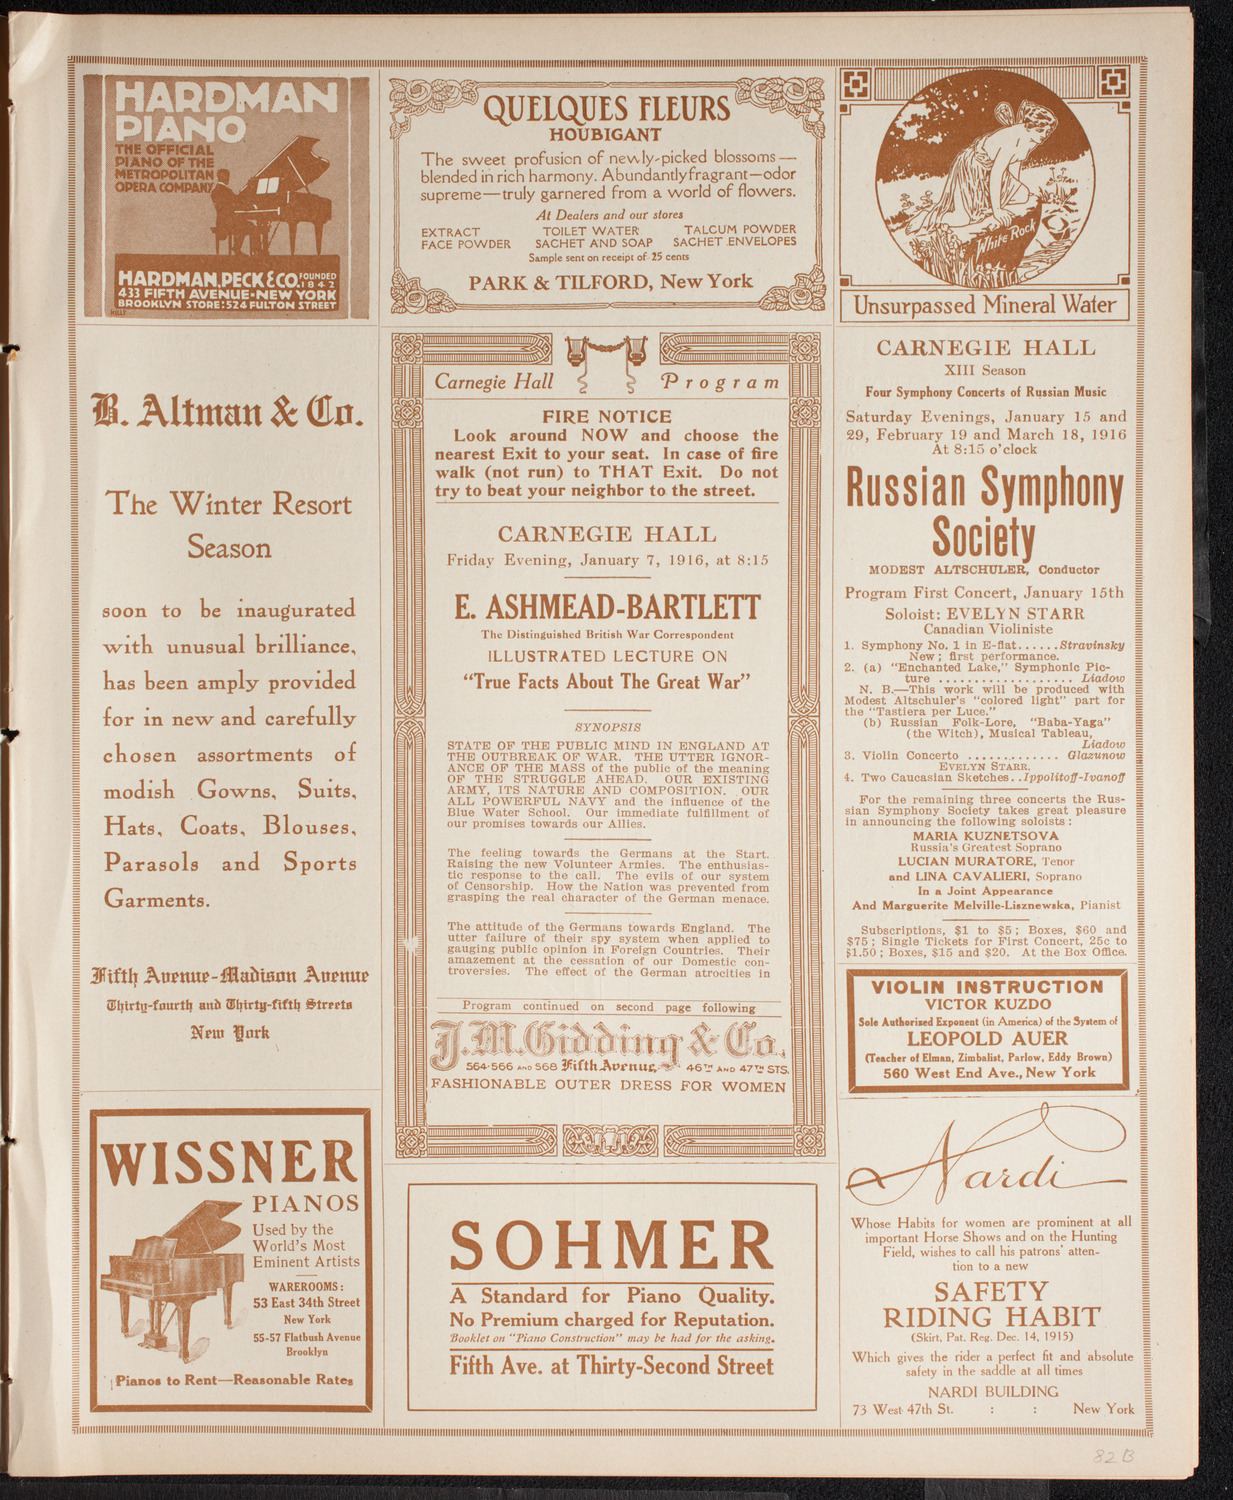 HARDMAN
PIANO
THE OFFICIAL
PIANO OF THE
METROPOLITAN
OPERA COMPANY
HARDMAN, PECK & CO. FOUNDED 1842
433 FIFTH AVENUE·NEW YORK
BROOKLYN STORE: 524 FULTON STREET
B. Altman & Co.
The Winter Resort
Season
soon to be inaugurated
with unusual brilliance,
has been amply provided
for in new and carefully
chosen assortments of
modish Gowns, Suits,
Hats, Coats, Blouses,
Parasols and Sports
Garments.
Fifth Avenue-Madison Avenue
Thirty-fourth and Thirty-fifth Streets
New York
WISSNER
PIANOS
Used by the
World's Most
Eminent Artists
WAREROOMS:
53 East 34th Street
New York
55-57 Flatbush Avenue
Brooklyn
Pianos to Rent—Reasonable Rates
QUELQUES FLEURS
HOUBIGANT
The sweet profusion of newly-picked blossoms—
blended in rich harmony. Abundantly fragrant—odor
supreme—truly garnered from a world of flowers.
At Dealers and our stores
EXTRACT TOILET WATER TALCUM POWDER
FACE POWDER SACHET AND SOAP SACHET ENVELOPES
Sample sent on receipt of 25 cents
PARK & TILFORD, New York
Carnegie Hall Program
FIRE NOTICE
Look around NOW and choose the
nearest Exit to your seat. In case of fire
walk (not run) to THAT Exit. Do not
try to beat your neighbor to the street.
CARNEGIE HALL
Friday Evening, January 7, 1916, at 8:15
E. ASHMEAD-BARTLETT
The Distinguished British War Correspondent
ILLUSTRATED LECTURE ON
"True Facts About The Great War"
SYNOPSIS
STATE OF THE PUBLIC MIND IN ENGLAND AT
THE OUTBREAK OF WAR. THE UTTER IGNOR-
ANCE OF THE MASS of the public of the meaning
OF THE STRUGGLE AHEAD. OUR EXISTING
ARMY, ITS NATURE AND COMPOSITION. OUR
ALL POWERFUL NAVY and the influence of the
Blue Water School. The immediate fulfillment of
our promises towards our Allies.
The feeling towards the Germans at the Start.
Raising the new Volunteer Armies. The enthusias-
tic response to the call. The evils of our system
of Censorship. How the Nation was prevented from
grasping the real character of the German menace.
The attitude of the Germans towards England. The
utter failure of their spy system when applied to
gauging public opinion in Foreign Countries. Their
amazement at the cessation of our Domestic con-
troversies. The effect of the German atrocities in
Program continued on second page following
J.M. Gidding & Co.
564-566 AND 568 Fifth Avenue 46TH AND 47TH STS.
FASHIONABLE OUTER DRESS FOR WOMEN
SOHMER
A Standard for Piano Quality.
No Premium charged for Reputation.
Booklet on "Piano Construction" may be had for the asking.
Fifth Ave. at Thirty-Second Street
White Rock
Unsurpassed Mineral Water
CARNEGIE HALL
XIII Season
Four Symphony Concerts of Russian Music
Saturday Evenings, January 15 and
29, February 19 and March 18, 1916
At 8:15 o'clock
Russian Symphony
Society
MODEST ALTSCHULER, Conductor
Program First Concert, January 15th
Soloist: EVELYN STARR
Canadian Violiniste
1. Symphony No. 1 in E-flat......Stravinsky
New; first performance.
2. (a) "Enchanted Lake," Symphonic Pic-
ture ................... Liadow
N. B.—This work will be produced with
Modest Altschuler's "colored light" part for
the "Tastiera per Luce."
(b) Russian Folk-Lore, "Baba-Yaga"
(the Witch), Musical Tableau,
Liadow
3. Violin Concerto .............. Glazunow
EVELYN STARR.
4. Two Caucasian Sketches..Ippolitoff-Ivanoff
For the remaining three concerts the Rus-
sian Symphony Society takes great pleasure
in announcing the following soloists:
MARIA KUZNETSOVA
Russia's Greatest Soprano
LUCIAN MURATORE, Tenor
and LINA CAVALIERI, Soprano
In a Joint Appearance
And Marguerite Melville-Lisznewska, Pianist
Subscriptions, $1 to $5; Boxes, $60 and
$75; Single Tickets for First Concert, 25c to
$1.50; Boxes, $15 and $20. At the Box Office.
VIOLIN INSTRUCTION
VICTOR KUZDO
Sole Authorized Exponent (in America) of the System of
LEOPOLD AUER
(Teacher of Elman, Zimbalist, Parlow, Eddy Brown)
560 West End Ave., New York
Nardi
Whose Habits for women are prominent at all
important Horse Shows and on the Hunting
Field, wishes to call his patrons' atten-
tion to a new
SAFETY
RIDING HABIT
(Skirt, Pat. Reg. Dec. 14, 1915)
Which gives the rider a perfect fit and absolute
safety in the saddle at all times
NARDI BUILDING
73 West 47th St. : : New York
82 B